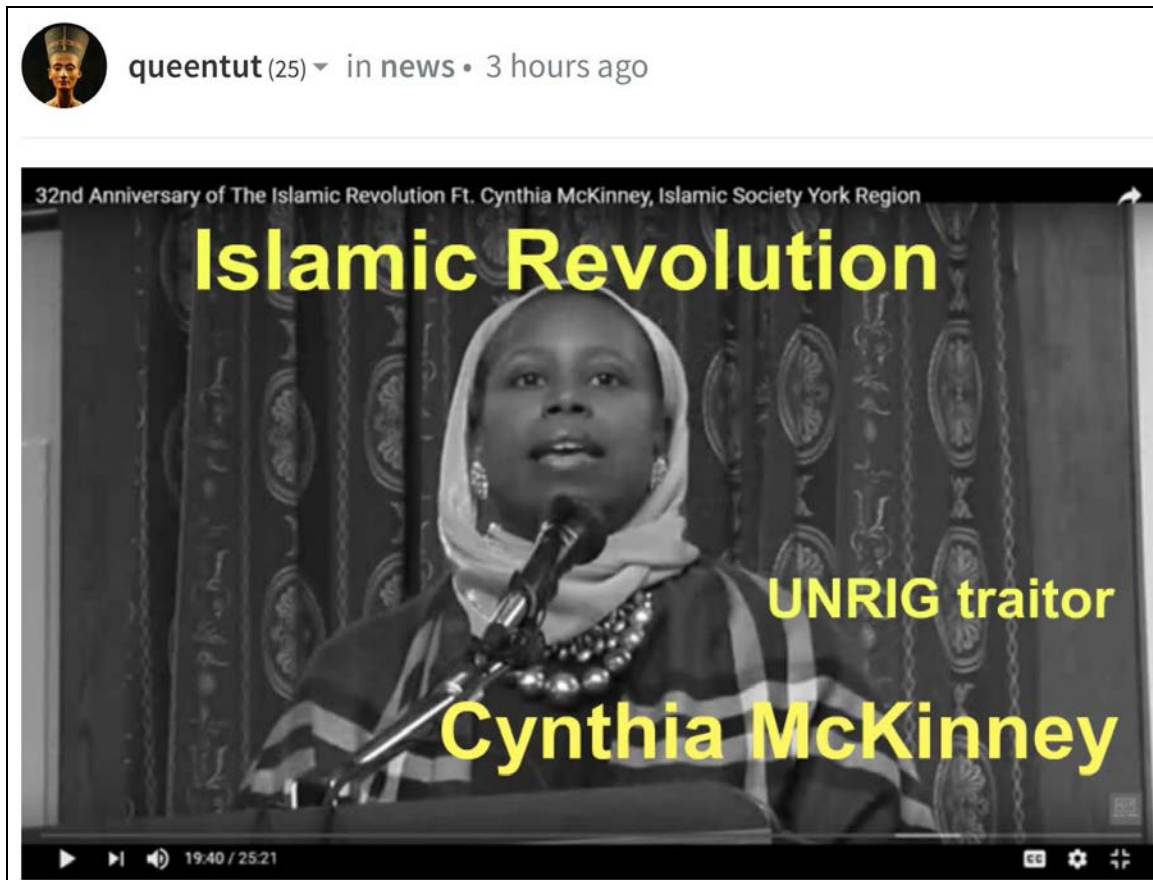 queentut (25) in news • 3 hours ago
32nd Anniversary of The Islamic Revolution Ft. Cynthia McKinney, Islamic Society York Region
Islamic Revolution
UNRIG traitor
Cynthia McKinney
19:40 / 25:21
CC